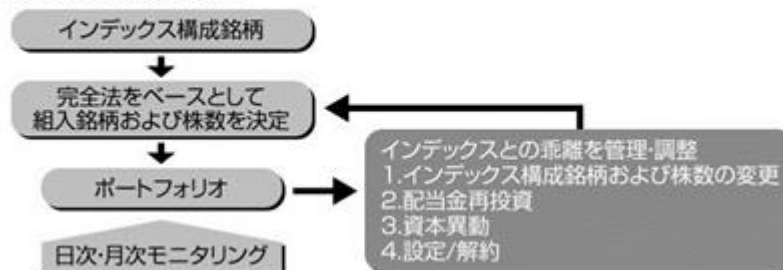 インデックス構成銘柄
完全法をベースとして
組入銘柄および株数を決定
ポートフォリオ
日次・月次モニタリング
インデックスとの乖離を管理・調整
1.インデックス構成銘柄および株数の変更
2.配当金再投資
3.資本異動
4.設定/解約